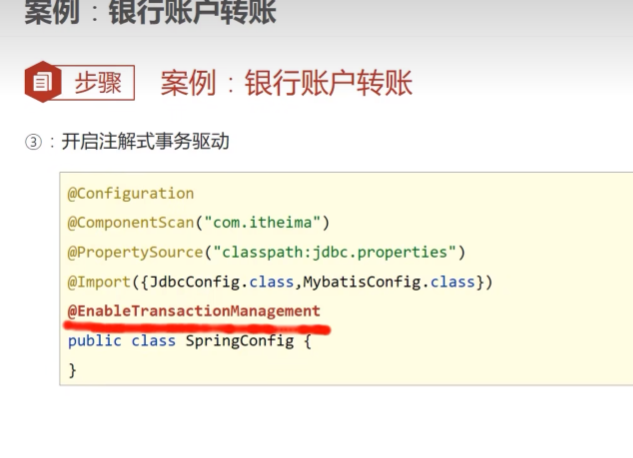 案例：银行账户转账
步骤 案例：银行账户转账
③：开启注解式事务驱动
@Configuration
@ComponentScan("com.itheima")
@PropertySource("classpath:jdbc.properties")
@Import({JdbcConfig.class,MybatisConfig.class})
@EnableTransactionManagement
public class SpringConfig {
}